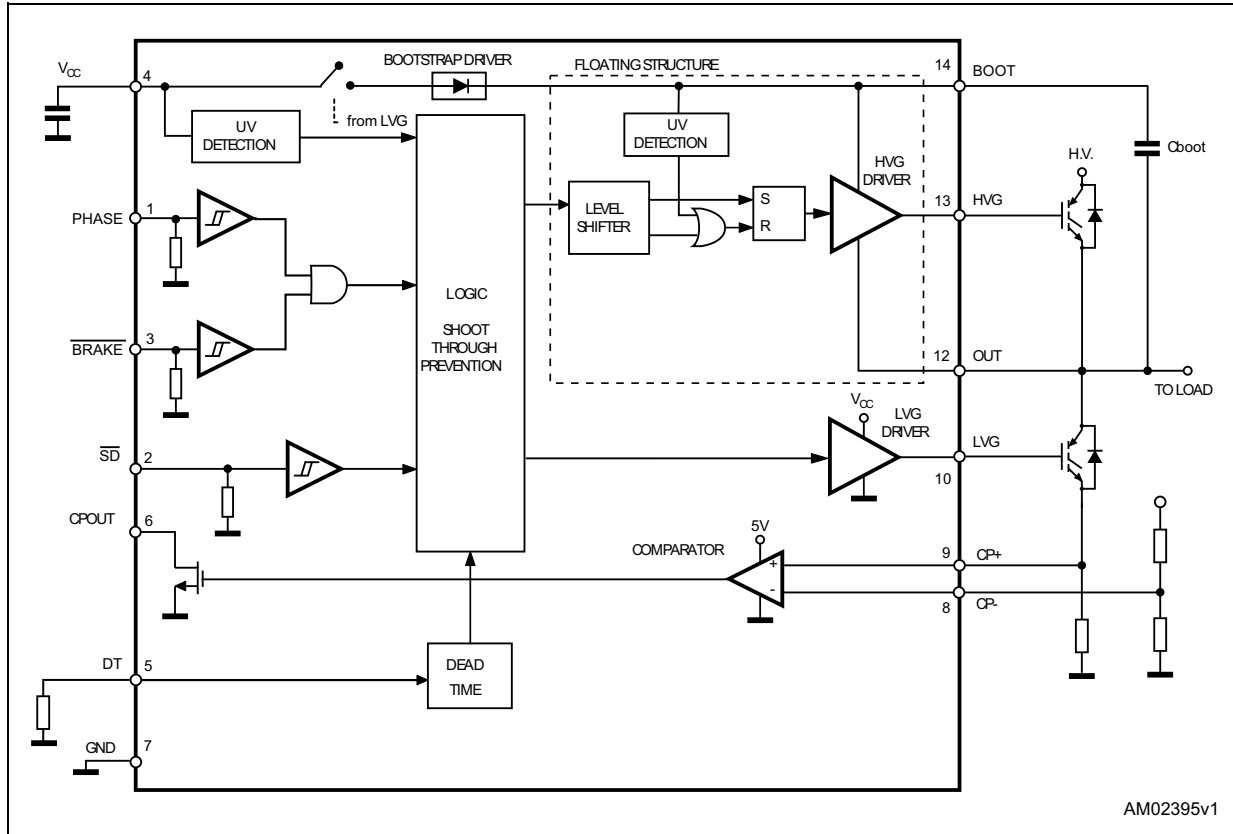 BOOTSTRAP DRIVER
FLOATING STRUCTURE
14
BOOT
VCC
4
from LVG
UV
DETECTION
UV
DETECTION
H.V.
Cboot
HVG
DRIVER
PHASE
1
LEVEL
SHIFTER
S
R
13
HVG
LOGIC
SHOOT
THROUGH
PREVENTION
BRAKE
3
12
OUT
TO LOAD
VCC
LVG
DRIVER
LVG
10
SD
2
CPOUT
6
5V
COMPARATOR
+
-
9
CP+
8
CP-
DT
5
DEAD
TIME
GND
7
AM02395v1